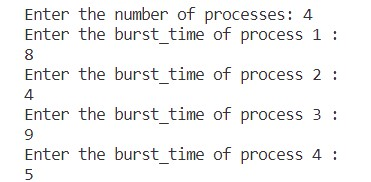 Enter the number of processes: 4
Enter the burst_time of process 1 :
8
Enter the burst_time of process 2 :
4
Enter the burst_time of process 3 :
9
Enter the burst_time of process 4 :
5